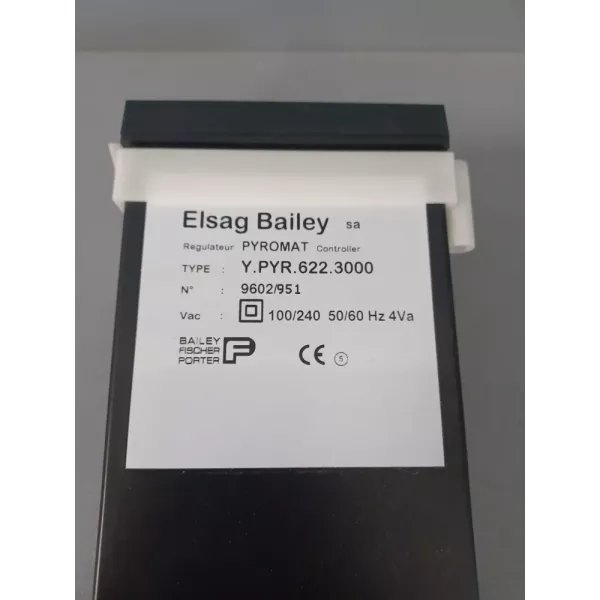 Elsag Bailey sa
Regulateur PYROMAT Controller
TYPE : Y.PYR.622.3000
N° : 9602/951
Vac : 100/240 50/60 Hz 4Va
BAILEY
FISCHER
PORTER
CE 5